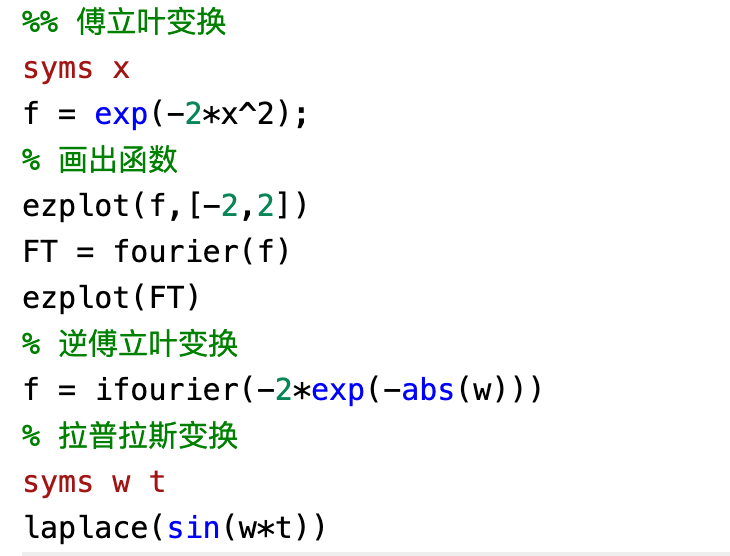 %% 傅立叶变换
syms x
f = exp(-2*x^2);
% 画出函数
ezplot(f,[-2,2])
FT = fourier(f)
ezplot(FT)
% 逆傅立叶变换
f = ifourier(-2*exp(-abs(w)))
% 拉普拉斯变换
syms w t
laplace(sin(w*t))